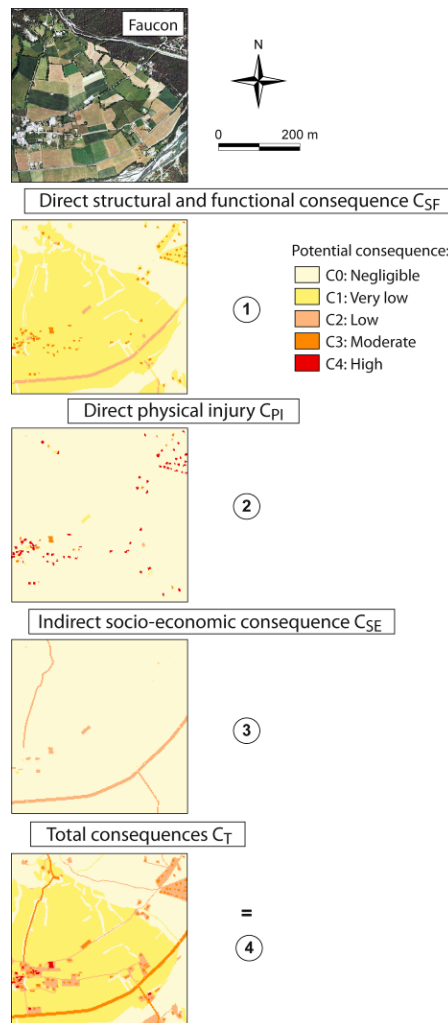 Faucon
N
0 200 m
Direct structural and functional consequence C_SF
Potential consequence:
C0: Negligible
C1: Very low
C2: Low
C3: Moderate
C4: High
1
Direct physical injury C_PI
2
Indirect socio-economic consequence C_SE
3
Total consequences C_T
=
4